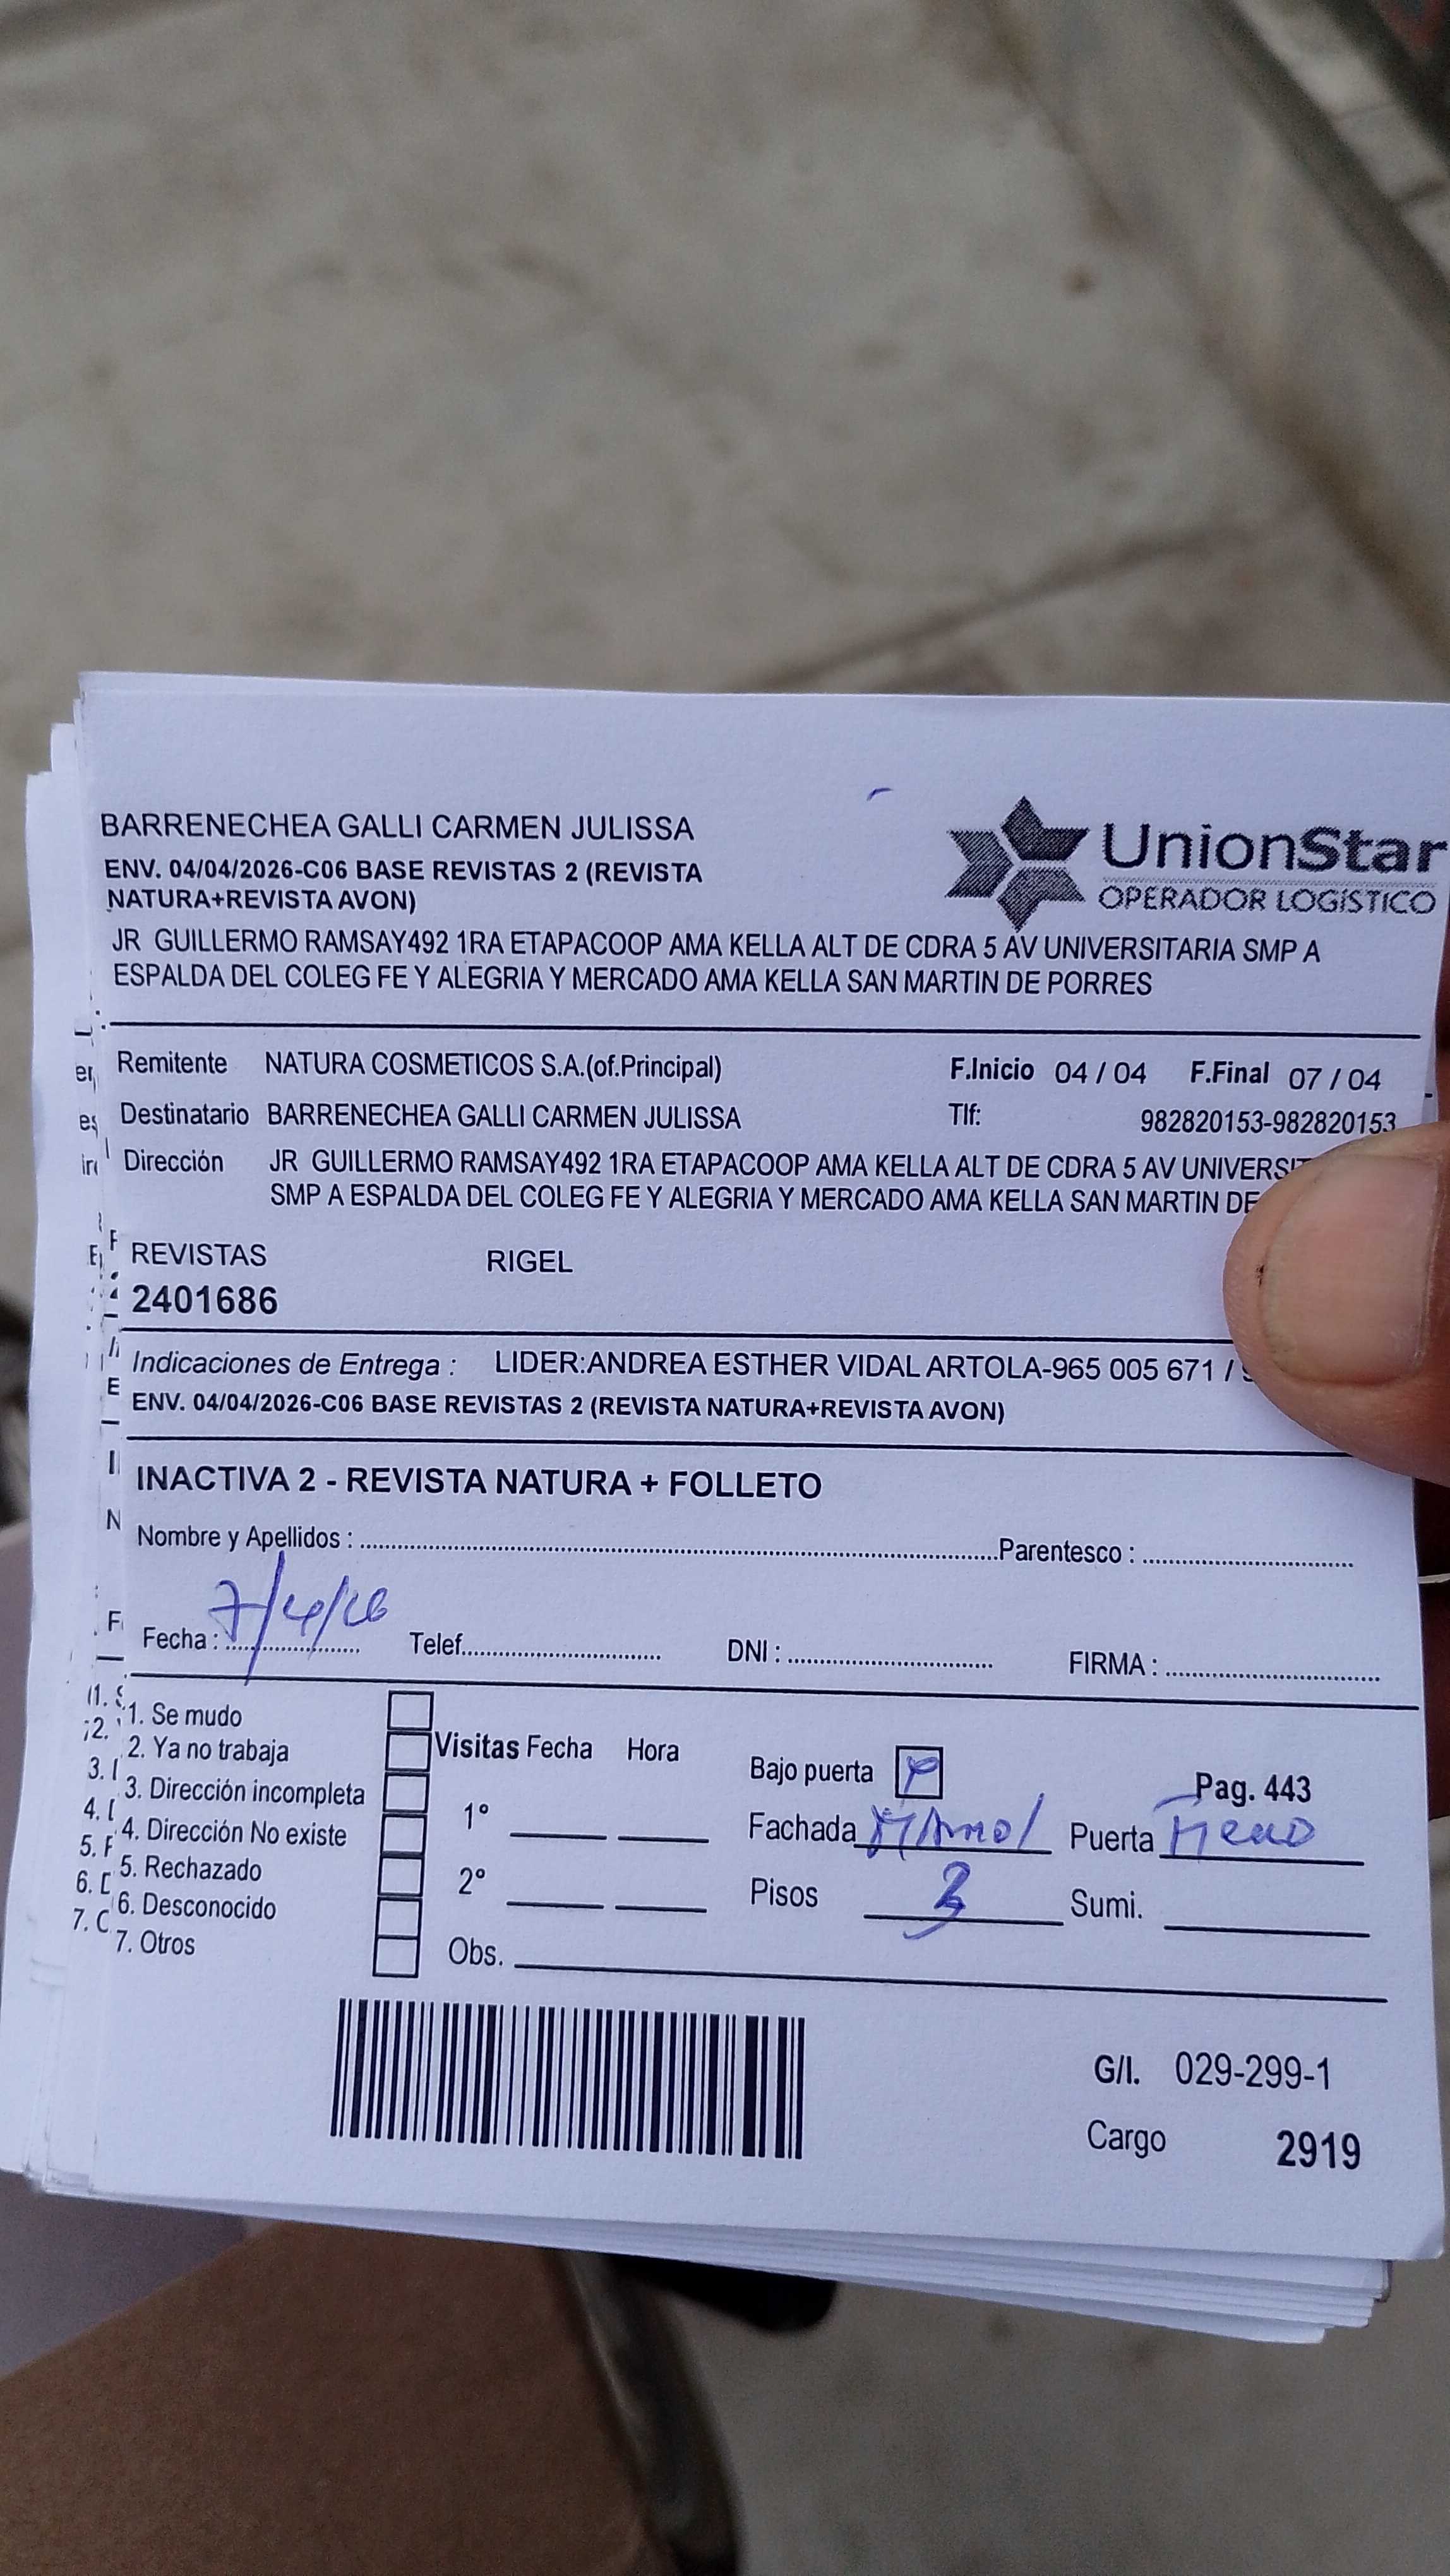 BARRENECHEA GALLI CARMEN JULISSA
ENV. 04/04/2026-C06 BASE REVISTAS 2 (REVISTA
NATURA+REVISTA AVON)
UnionStar
OPERADOR LOGÍSTICO
JR GUILLERMO RAMSAY492 1RA ETAPACOOP AMA KELLA ALT DE CDRA 5 AV UNIVERSITARIA SMP A
ESPALDA DEL COLEG FE Y ALEGRIA Y MERCADO AMA KELLA SAN MARTIN DE PORRES
Remitente NATURA COSMETICOS S.A.(of.Principal) F.Inicio 04 / 04 F.Final 07 / 04
Destinatario BARRENECHEA GALLI CARMEN JULISSA Tlf: 982820153-982820153
Dirección JR GUILLERMO RAMSAY492 1RA ETAPACOOP AMA KELLA ALT DE CDRA 5 AV
SMP A ESPALDA DEL COLEG FE Y ALEGRIA Y MERCADO AMA KELLA SAN MARTIN DE
REVISTAS RIGEL
2401686
Indicaciones de Entrega : LIDER:ANDREA ESTHER VIDAL ARTOLA-965 005 671 /
ENV. 04/04/2026-C06 BASE REVISTAS 2 (REVISTA NATURA+REVISTA AVON)
INACTIVA 2 - REVISTA NATURA + FOLLETO
Nombre y Apellidos : Parentesco :
Fecha : 7/4/26 Telef. DNI : FIRMA :
1. Se mudo
2. Ya no trabaja
3. Dirección incompleta
4. Dirección No existe
5. Rechazado
6. Desconocido
7. Otros
Visitas Fecha Hora
1°
2°
Obs.
Bajo puerta
Pag. 443
Fachada Puerta
Pisos 3 Sumi.
G/I. 029-299-1
Cargo 2919